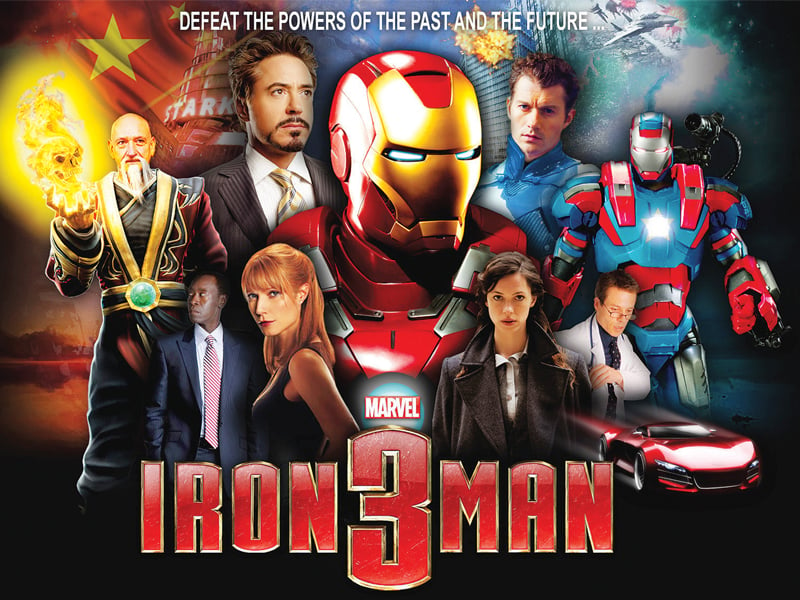 DEFEAT THE POWERS OF THE PAST AND THE FUTURE ...
STARK
MARVEL
IRON 3 MAN